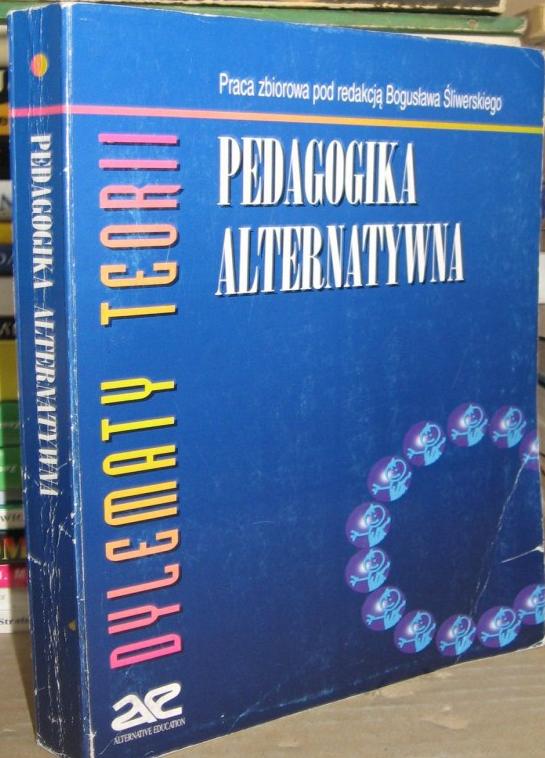 Praca zbiorowa pod redakcją Bogusława Śliwerskiego
PEDAGOGIKA
ALTERNATYWNA
DYLEMATY TEORII
PEDAGOGIKA ALTERNATYWNA
ae
ALTERNATIVE EDUCATION